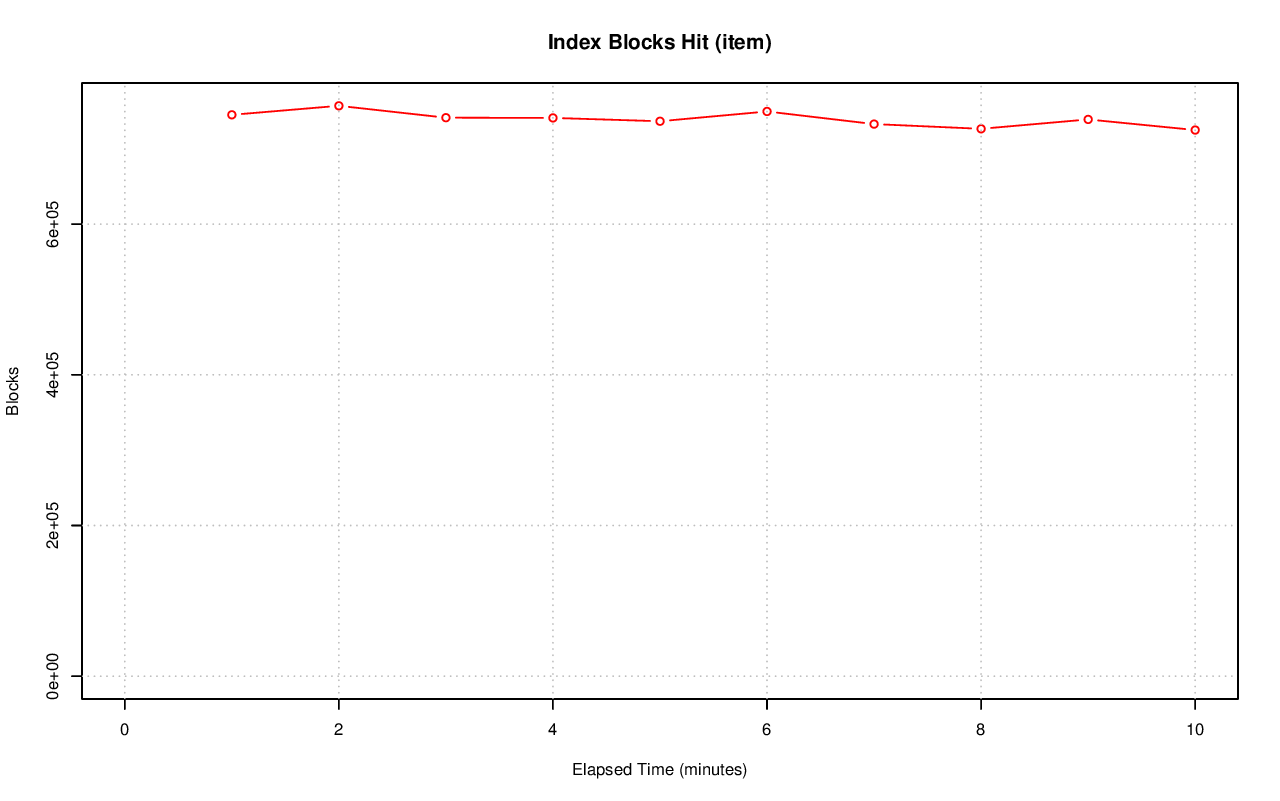 Index Blocks Hit (item)
Blocks
6e+05
4e+05
2e+05
0e+00
0 2 4 6 8 10
Elapsed Time (minutes)